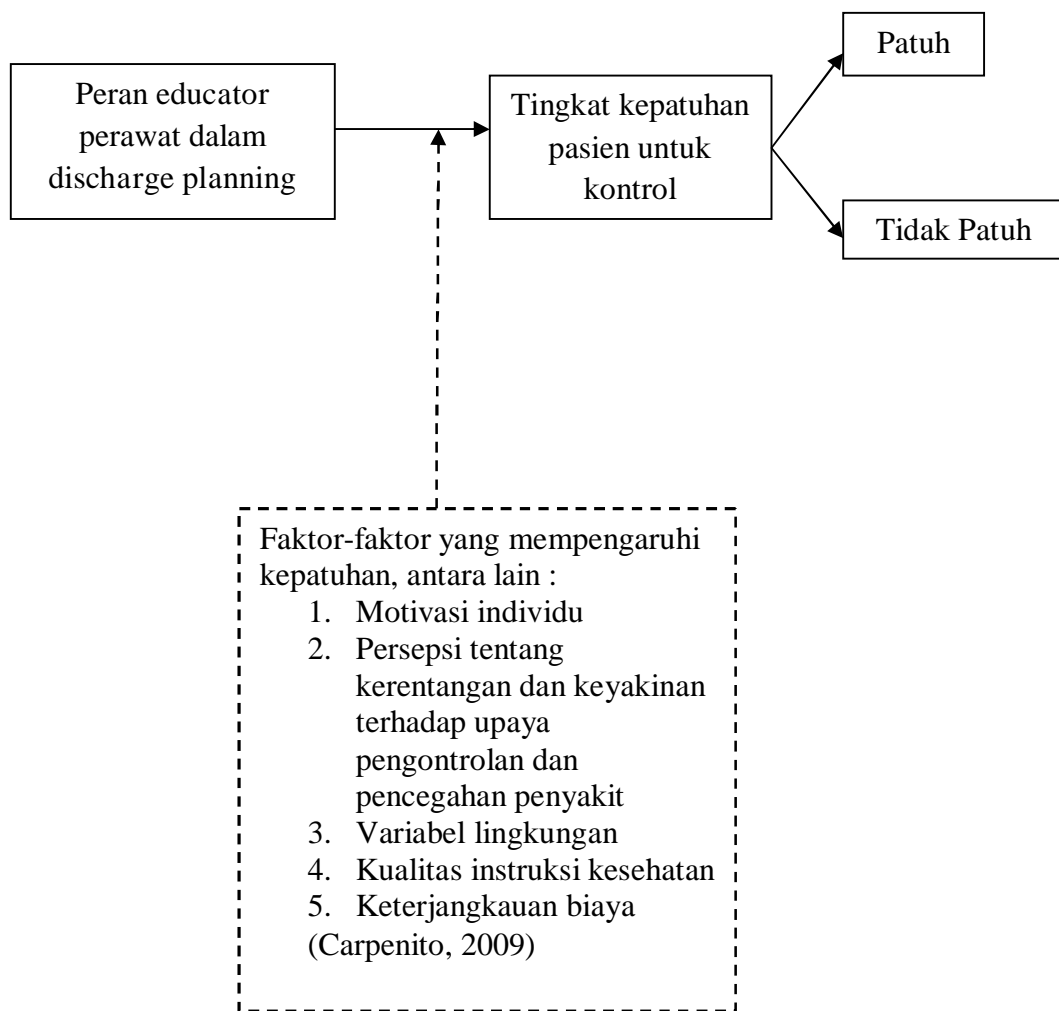 Peran educator
perawat dalam
discharge planning
Tingkat kepatuhan
pasien untuk
kontrol
Patuh
Tidak Patuh
Faktor-faktor yang mempengaruhi
kepatuhan, antara lain :
1. Motivasi individu
2. Persepsi tentang
kerentangan dan keyakinan
terhadap upaya
pengontrolan dan
pencegahan penyakit
3. Variabel lingkungan
4. Kualitas instruksi kesehatan
5. Keterjangkauan biaya
(Carpenito, 2009)